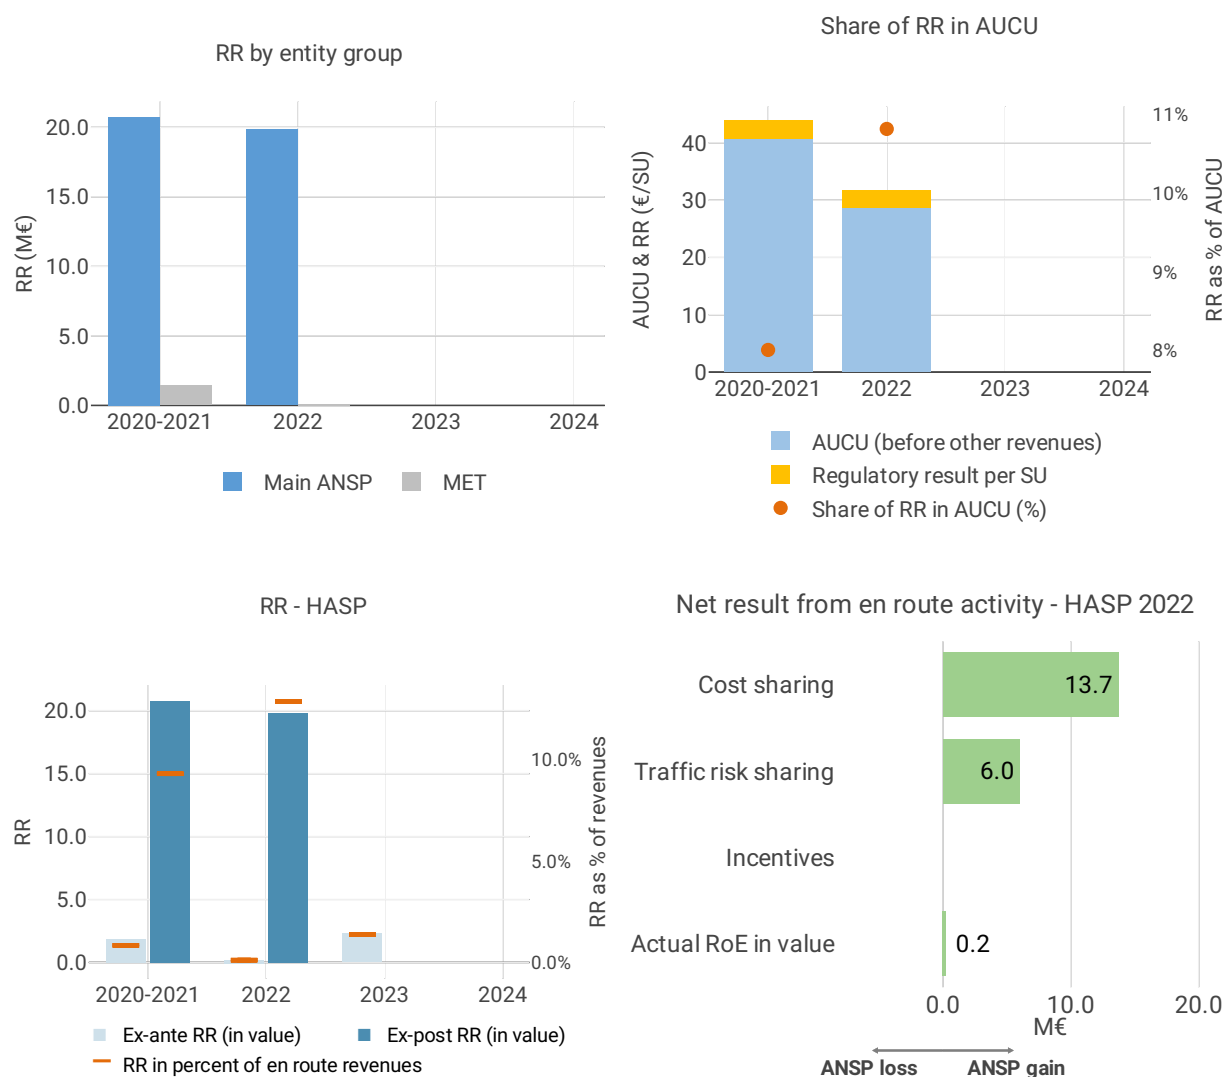 RR by entity group
RR (M€)
20.0
15.0
10.0
5.0
0.0
2020-2021 2022 2023 2024
Main ANSP MET
Share of RR in AUCU
AUCU & RR (€/SU)
40
30
20
10
0
11%
10%
9%
8%
RR as % of AUCU
2020-2021 2022 2023 2024
AUCU (before other revenues)
Regulatory result per SU
Share of RR in AUCU (%)
RR - HASP
RR
20.0
15.0
10.0
5.0
0.0
10.0%
5.0%
0.0%
RR as % of revenues
2020-2021 2022 2023 2024
Ex-ante RR (in value) Ex-post RR (in value)
RR in percent of en route revenues
Net result from en route activity - HASP 2022
Cost sharing 13.7
Traffic risk sharing 6.0
Incentives
Actual RoE in value 0.2
0.0 10.0 20.0
M€
ANSP loss ANSP gain